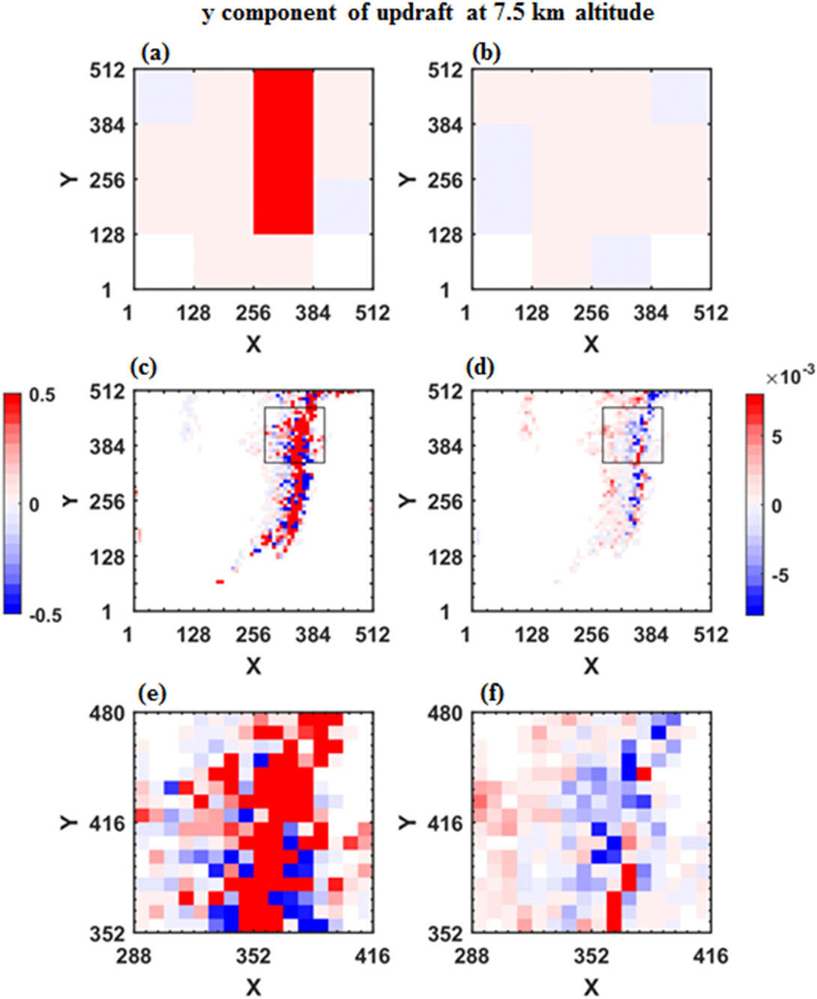 y component of updraft at 7.5 km altitude
(a) (b)
512 512
384 384
Y 256 Y 256
128 128
1 1
1 128 256 384 512 1 128 256 384 512
X X
(c) (d)
×10-3
0.5 512 512
5
384 384
0 Y 256 Y 256 0
128 128 -5
-0.5 1 1
1 128 256 384 512 1 128 256 384 512
X X
(e) (f)
480 480
Y 416 Y 416
352 352
288 352 416 288 352 416
X X